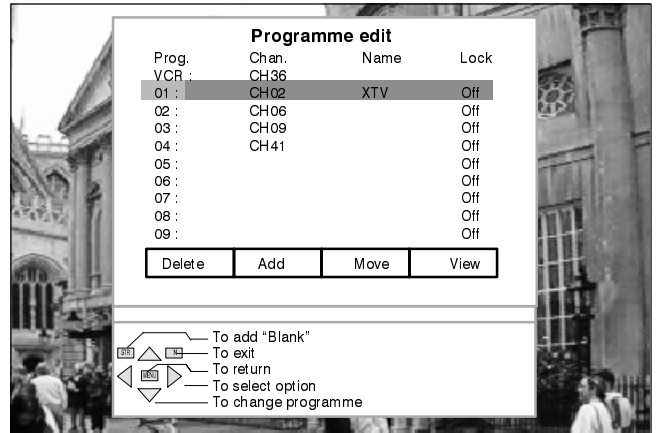 Programme edit
Prog. Chan. Name Lock
VCR : CH36
01 : CH02 XTV Off
02 : CH06 Off
03 : CH09 Off
04 : CH41 Off
05 : Off
06 : Off
07 : Off
08 : Off
09 : Off
Delete Add Move View
To add “Blank”
STR N To exit
MENU To return
To select option
To change programme